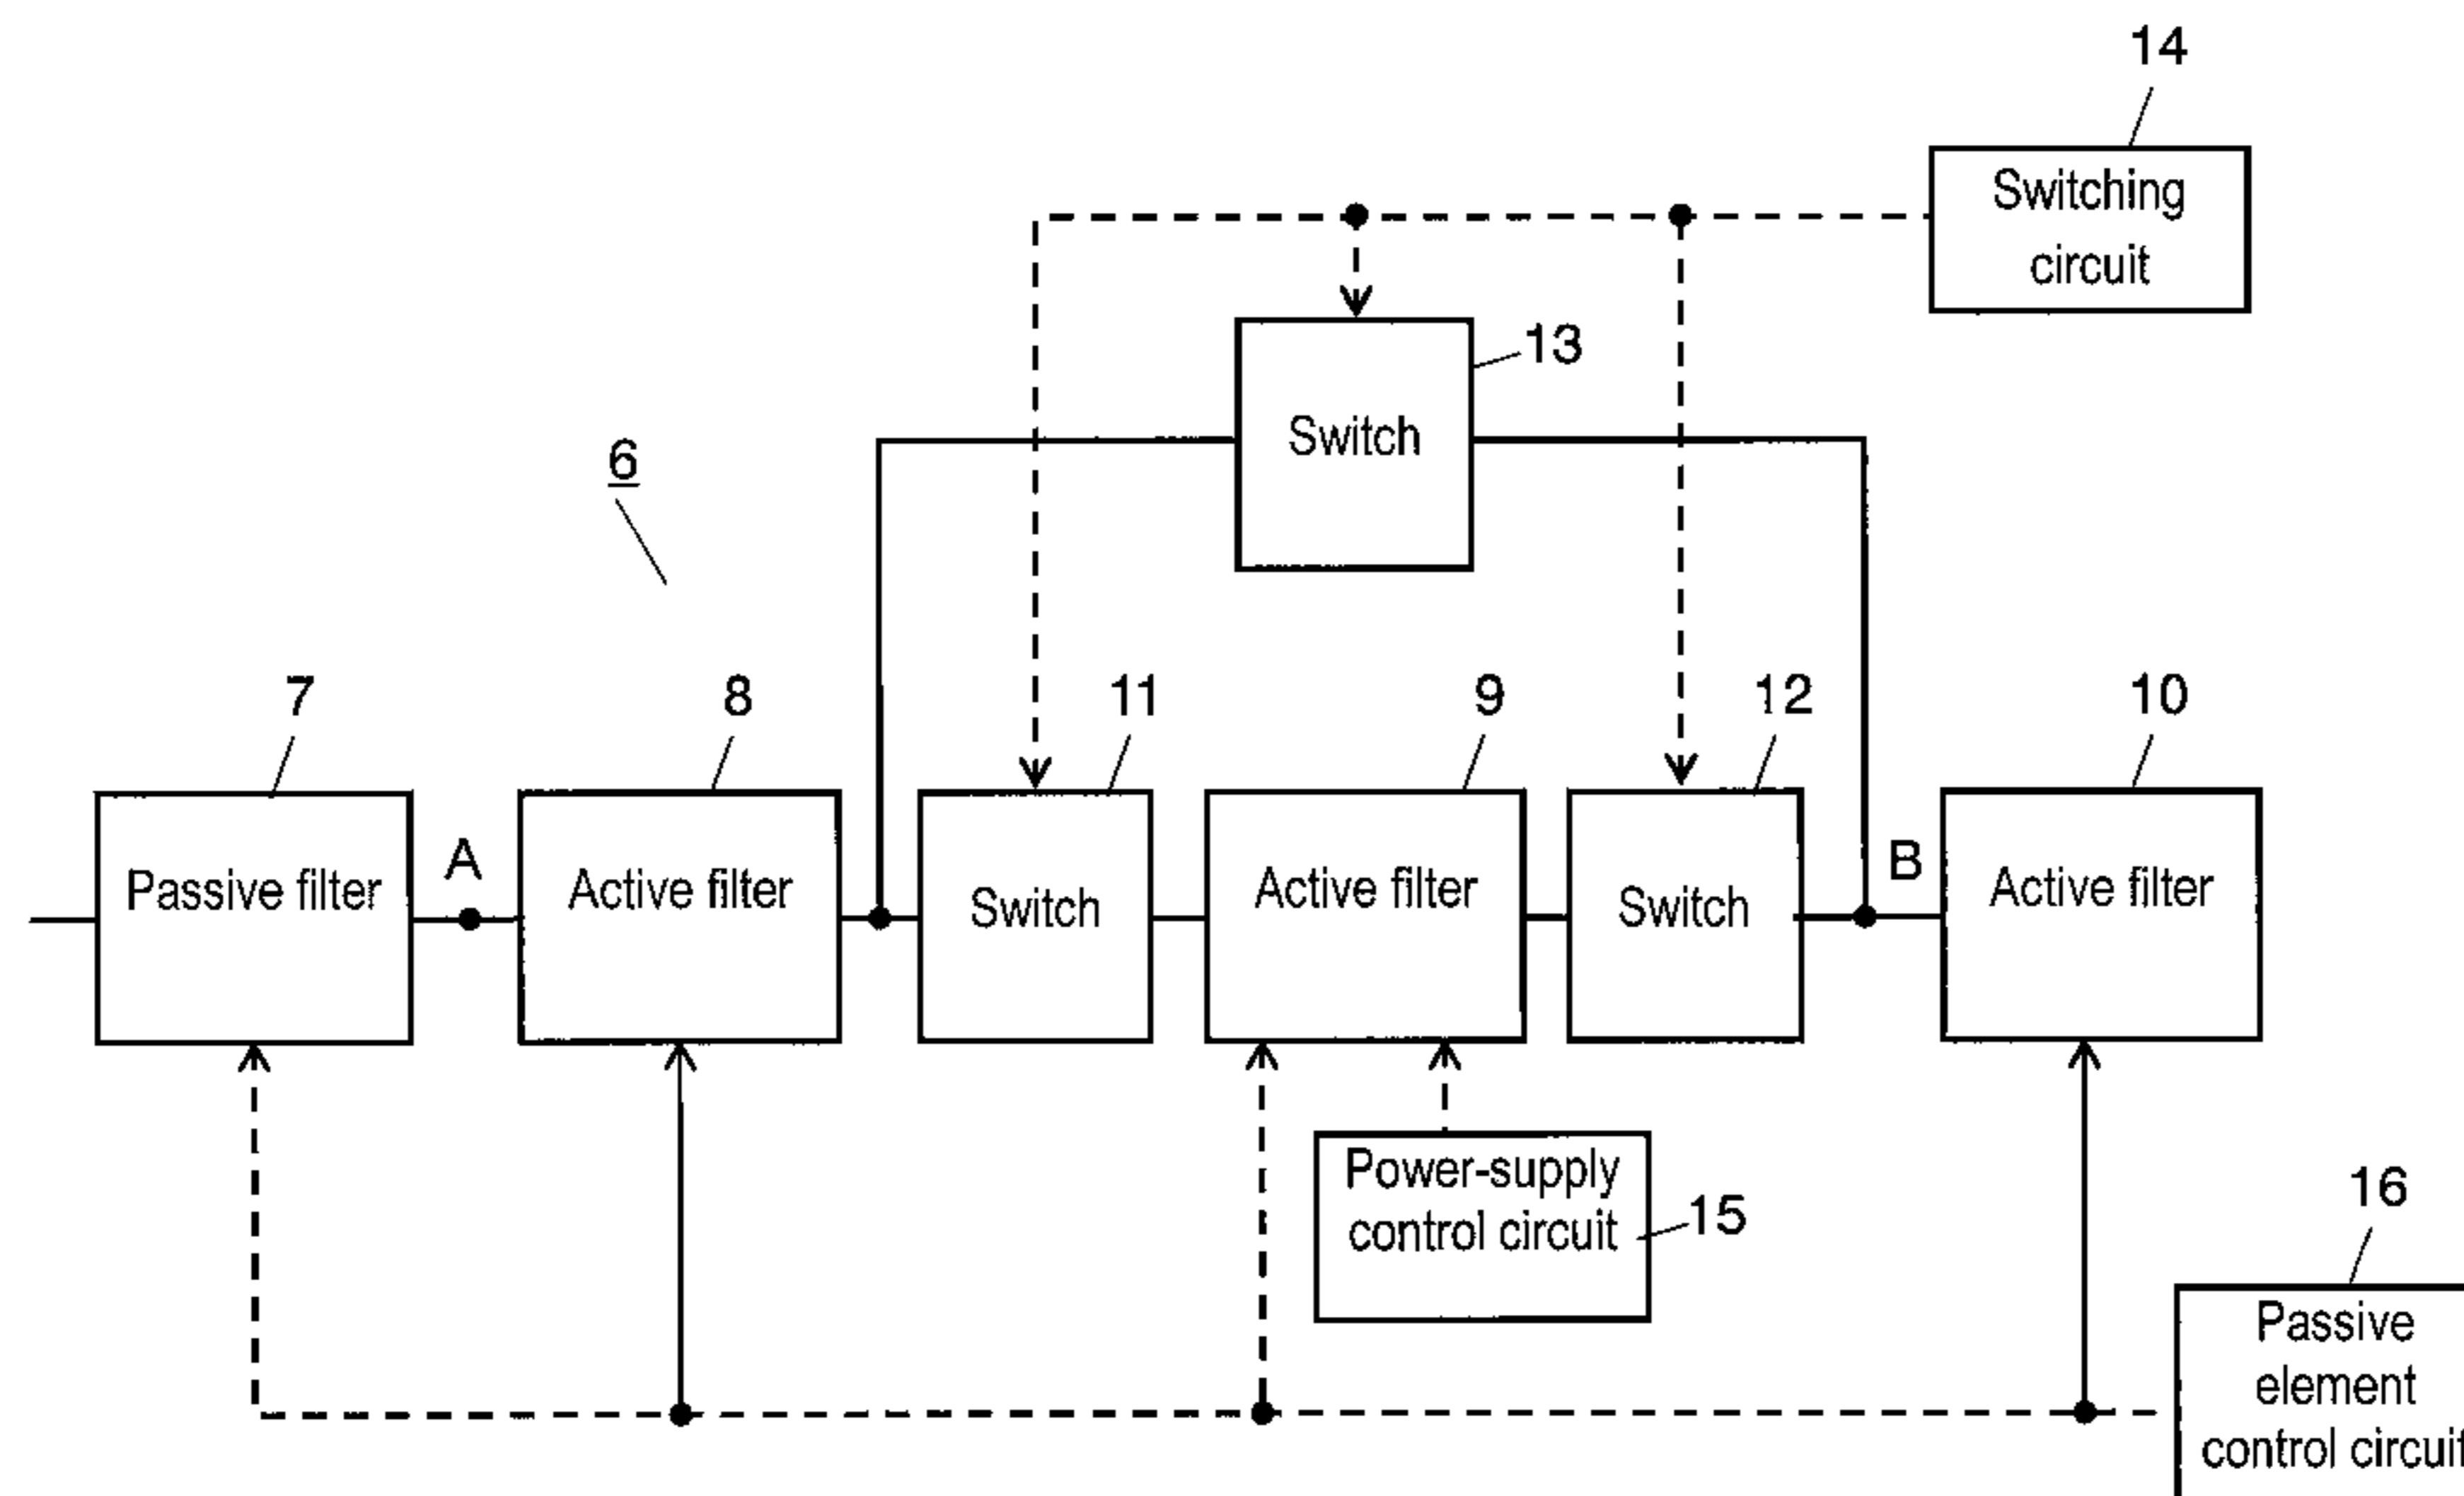 14
Switching
circuit
13
Switch
6
7
8
11
9
12
10
Passive filter
A
Active filter
Switch
Active filter
Switch
B
Active filter
Power-supply
control circuit
15
16
Passive
element
control circuit